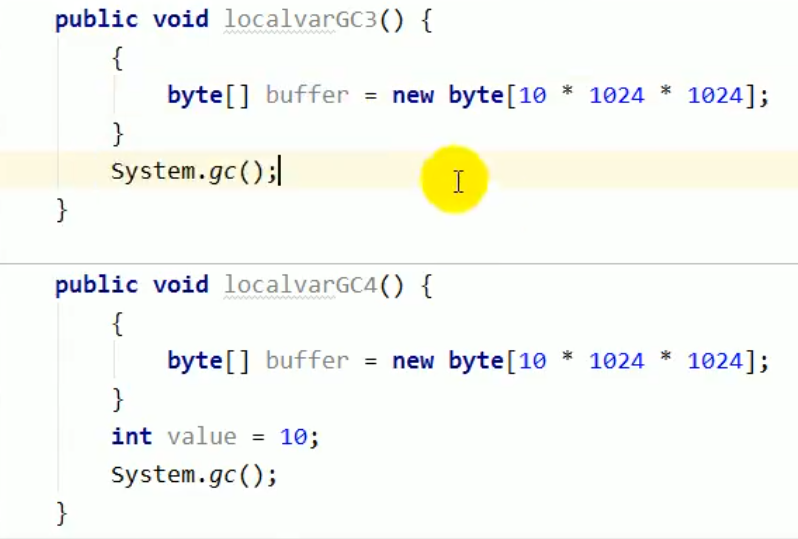 public void localvarGC3() {
{
byte[] buffer = new byte[10 * 1024 * 1024];
}
System.gc();
}
public void localvarGC4() {
{
byte[] buffer = new byte[10 * 1024 * 1024];
}
int value = 10;
System.gc();
}